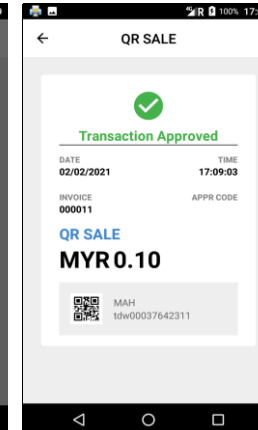 R 100% 17:
QR SALE
Transaction Approved
DATE TIME
02/02/2021 17:09:03
INVOICE APPR CODE
000011
QR SALE
MYR 0.10
MAH
tdw00037642311